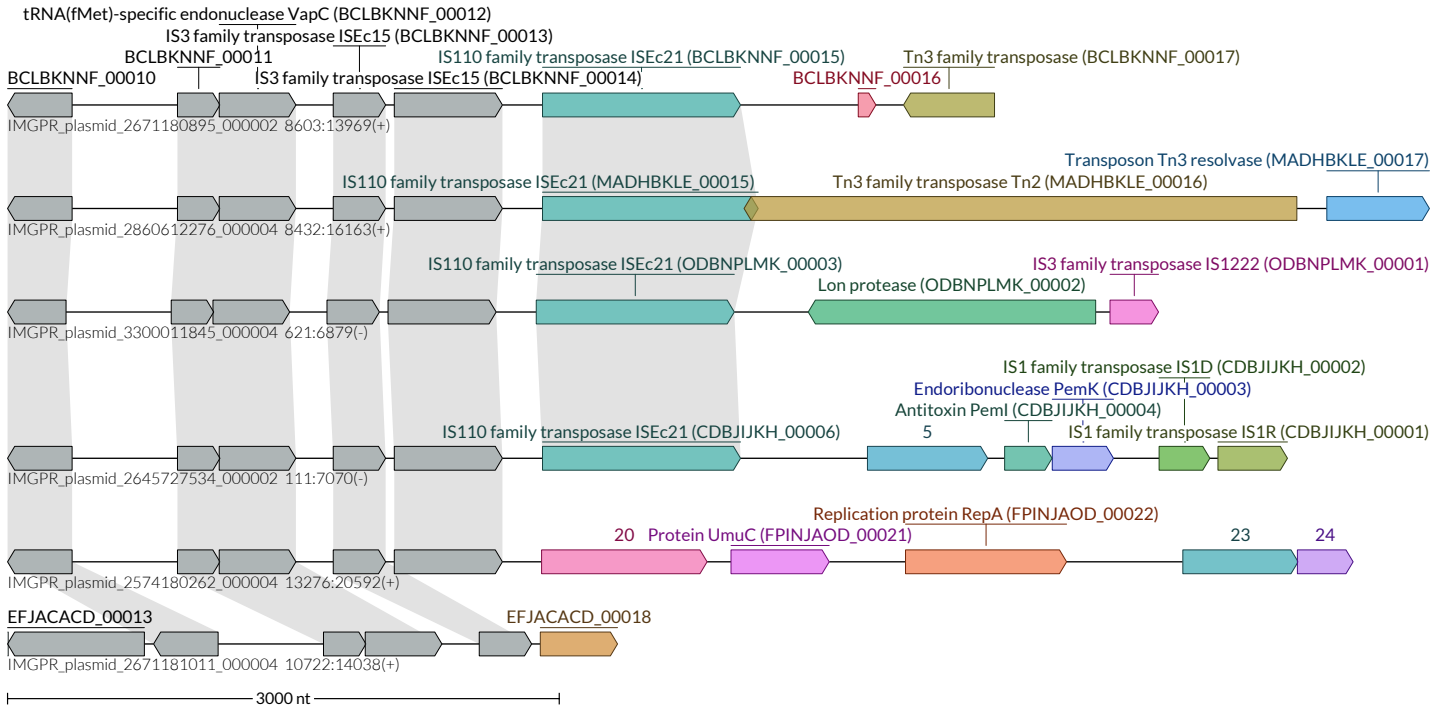 tRNA(fMet)-specific endonuclease VapC (BCLBKNNF_00012)
IS3 family transposase ISEc15 (BCLBKNNF_00013)
BCLBKNNF_00011
IS110 family transposase ISEc21 (BCLBKNNF_00015)
Tn3 family transposase (BCLBKNNF_00017)
BCLBKNNF_00010
IS3 family transposase ISEc15 (BCLBKNNF_00014)
BCLBKNNF_00016
IMGPR_plasmid_2671180895_000002 8603:13969(+)
Transposon Tn3 resolvase (MADHBKLE_00017)
IS110 family transposase ISEc21 (MADHBKLE_00015)
Tn3 family transposase Tn2 (MADHBKLE_00016)
IMGPR_plasmid_2860612276_000004 8432:16163(+)
IS110 family transposase ISEc21 (ODBNPLMK_00003)
IS3 family transposase IS1222 (ODBNPLMK_00001)
Lon protease (ODBNPLMK_00002)
IMGPR_plasmid_3300011845_000004 621:6879(-)
IS1 family transposase IS1D (CDBJIJKH_00002)
Endoribonuclease PemK (CDBJIJKH_00003)
Antitoxin PemI (CDBJIJKH_00004)
IS110 family transposase ISEc21 (CDBJIJKH_00006)
5
IS1 family transposase IS1R (CDBJIJKH_00001)
IMGPR_plasmid_2645727534_000002 111:7070(-)
Replication protein RepA (FPINJAOD_00022)
20
Protein UmuC (FPINJAOD_00021)
23
24
IMGPR_plasmid_2574180262_000004 13276:20592(+)
EFJACACD_00013
EFJACACD_00018
IMGPR_plasmid_2671181011_000004 10722:14038(+)
3000 nt